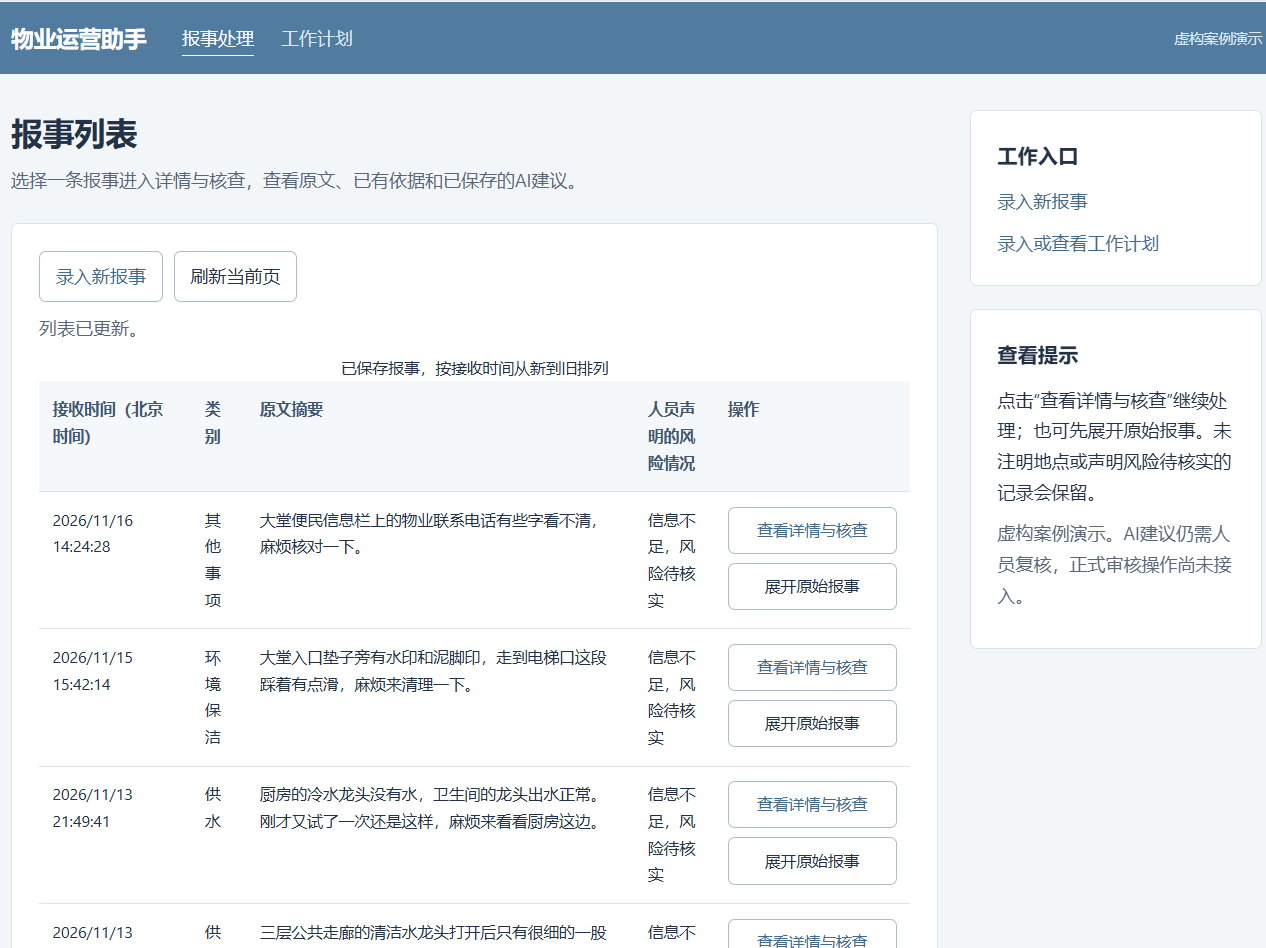 物业运营助手
报事处理
工作计划
虚构案例演示
报事列表
选择一条报事进入详情与核查，查看原文、已有依据和已保存的AI建议。
录入新报事
刷新当前页
列表已更新。
已保存报事，按接收时间从新到旧排列
接收时间（北京
时间）
类
别
原文摘要
人员声
明的风
险情况
操作
2026/11/16
14:24:28
其
他
事
项
大堂便民信息栏上的物业联系电话有些字看不清，
麻烦核对一下。
信息不
足，风
险待核
实
查看详情与核查
展开原始报事
2026/11/15
15:42:14
环
境
保
洁
大堂入口垫子旁有水印和泥脚印，走到电梯口这段
踩着有点滑，麻烦来清理一下。
信息不
足，风
险待核
实
查看详情与核查
展开原始报事
2026/11/13
21:49:41
供
水
厨房的冷水龙头没有水，卫生间的龙头出水正常。
刚才又试了一次还是这样，麻烦来看看厨房这边。
信息不
足，风
险待核
实
查看详情与核查
展开原始报事
2026/11/13
供
三层公共走廊的清洁水龙头打开后只有很细的一股
信息不
查看详情与核查
工作入口
录入新报事
录入或查看工作计划
查看提示
点击“查看详情与核查”继续处
理；也可先展开原始报事。未
注明地点或声明风险待核实的
记录会保留。
虚构案例演示。AI建议仍需人
员复核，正式审核操作尚未接
入。